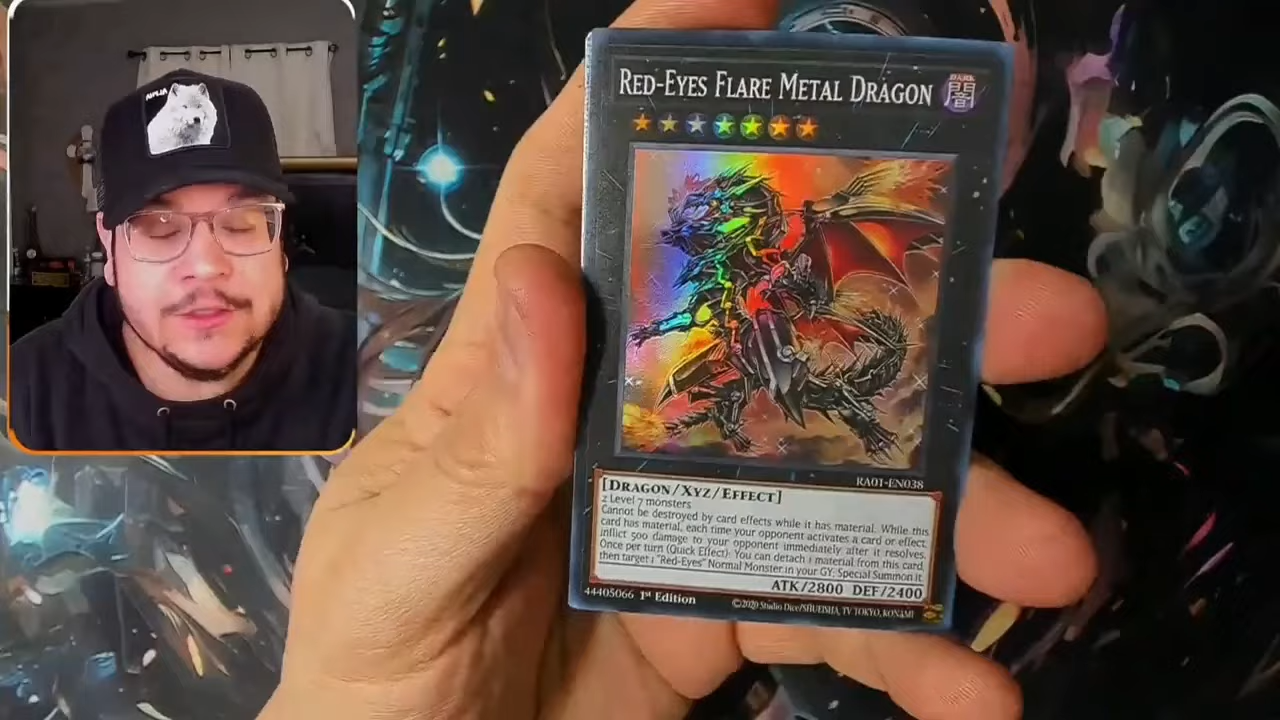 RED-EYES FLARE METAL DRAGON
DARK
闇
RA01-EN038
[DRAGON/XYZ/EFFECT]
2 Level 7 monsters
Cannot be destroyed by card effects while it has material. While this
card has material, each time your opponent activates a card or effect,
inflict 500 damage to your opponent immediately after it resolves.
Once per turn (Quick Effect): You can detach 1 material from this card,
then target 1 "Red-Eyes" Normal Monster in your GY; Special Summon it.
ATK/2800 DEF/2400
44405066 1st Edition
©2020 Studio Dice/SHUEISHA, TV TOKYO, KONAMI